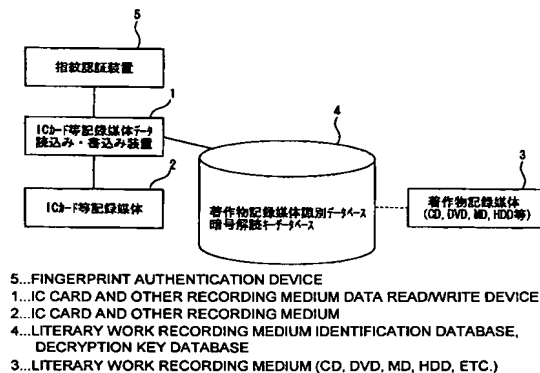 5
指紋認証装置
1
ICカード等記録媒体データ
読込み・書込み装置
2
ICカード等記録媒体
4
著作物記録媒体識別データベース
暗号解読キーデータベース
3
著作物記録媒体
(CD, DVD, MD, HDD等)
5...FINGERPRINT AUTHENTICATION DEVICE
1...IC CARD AND OTHER RECORDING MEDIUM DATA READ/WRITE DEVICE
2...IC CARD AND OTHER RECORDING MEDIUM
4...LITERARY WORK RECORDING MEDIUM IDENTIFICATION DATABASE,
DECRYPTION KEY DATABASE
3...LITERARY WORK RECORDING MEDIUM (CD, DVD, MD, HDD, ETC.)